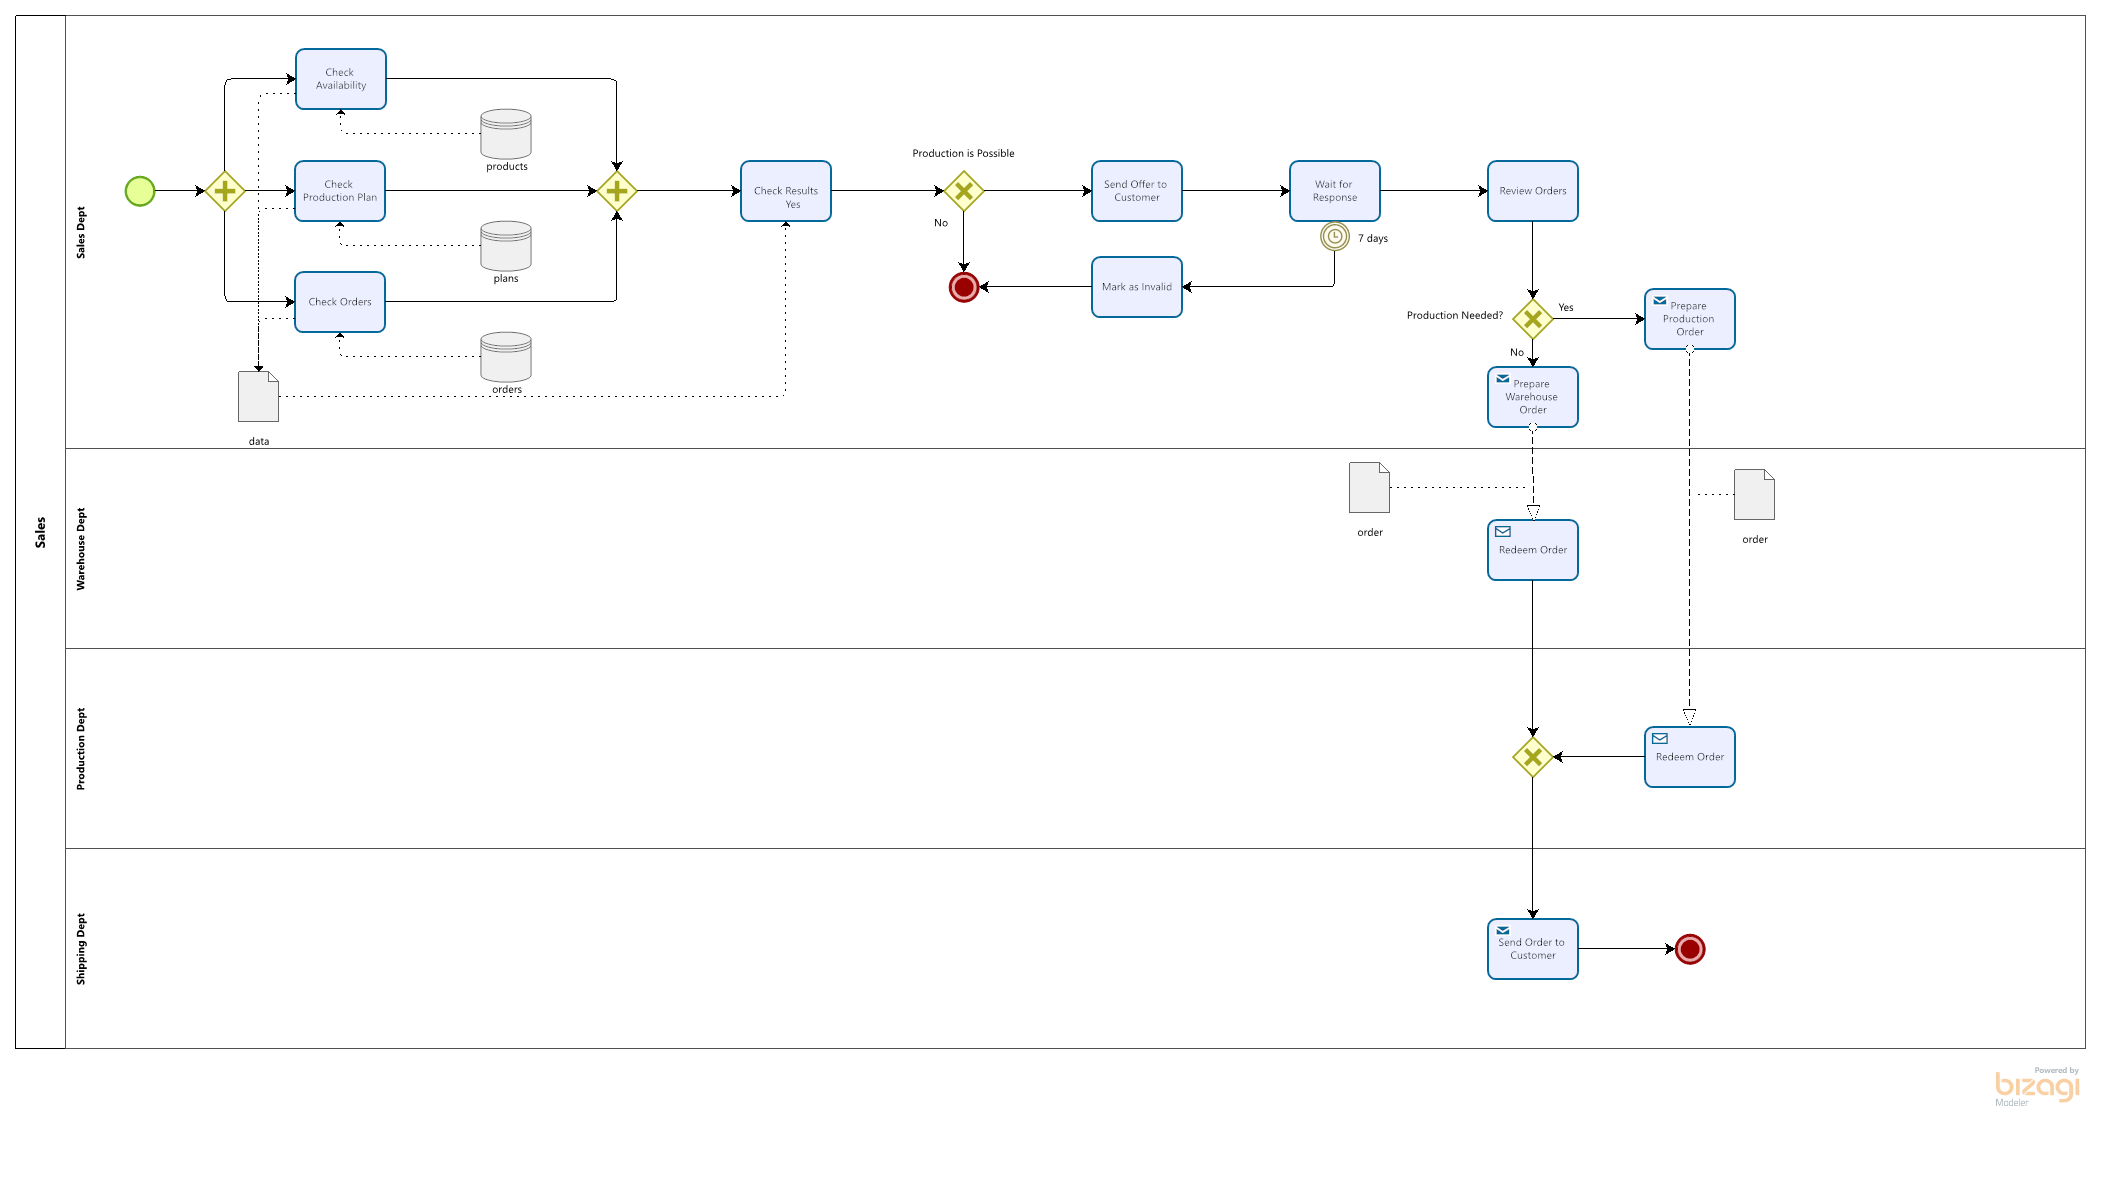 Sales
Sales Dept
Check
Availability
products
Check
Production Plan
plans
Check Orders
orders
data
Check Results
Yes
Production is Possible
No
Send Offer to
Customer
Wait for
Response
7 days
Mark as Invalid
Review Orders
Production Needed?
Yes
No
Prepare
Production
Order
Prepare
Warehouse
Order
Warehouse Dept
order
order
Redeem Order
Production Dept
Redeem Order
Shipping Dept
Send Order to
Customer
Powered by
bizagi
Modeler